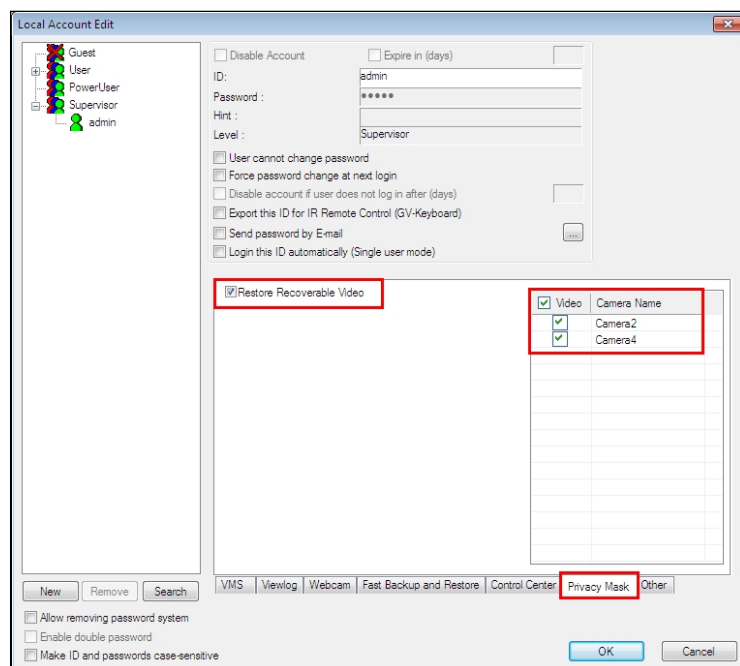 Local Account Edit
Guest
User
PowerUser
Supervisor
admin
Disable Account
Expire in (days)
ID:
admin
Password :
•••••
Hint :
Level :
Supervisor
User cannot change password
Force password change at next login
Disable account if user does not log in after (days)
Export this ID for IR Remote Control (GV-Keyboard)
Send password by E-mail
...
Login this ID automatically (Single user mode)
Restore Recoverable Video
Video Camera Name
Camera2
Camera4
VMS Viewlog Webcam Fast Backup and Restore Control Center Privacy Mask Other
New Remove Search
Allow removing password system
Enable double password
Make ID and passwords case-sensitive
OK Cancel